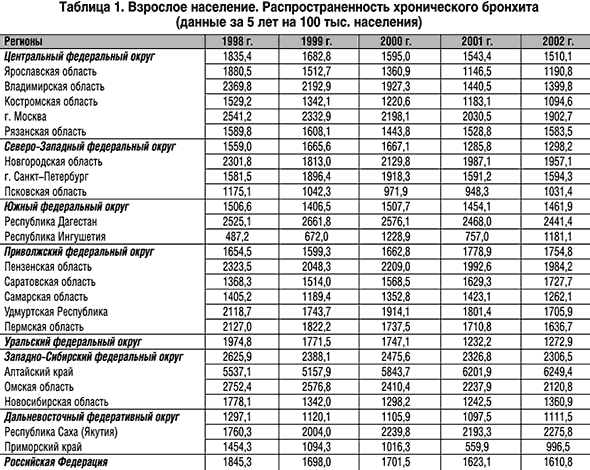 Таблица 1. Взрослое население. Распространенность хронического бронхита
(данные за 5 лет на 100 тыс. населения)
Регионы 1998 г. 1999 г. 2000 г. 2001 г. 2002 г.
Центральный федеральный округ 1835,4 1682,8 1595,0 1543,4 1510,1
Ярославская область 1880,5 1512,7 1360,9 1146,5 1190,8
Владимирская область 2369,8 2192,9 1927,3 1440,5 1399,8
Костромская область 1529,2 1342,1 1220,6 1183,1 1094,6
г. Москва 2541,2 2332,9 2198,1 2030,5 1902,7
Рязанская область 1589,8 1608,1 1443,8 1528,8 1583,5
Северо-Западный федеральный округ 1559,0 1665,6 1667,1 1285,8 1298,2
Новгородская область 2301,8 1813,0 2129,8 1987,1 1957,1
г. Санкт–Петербург 1581,5 1896,4 1918,3 1591,2 1594,3
Псковская область 1175,1 1042,3 971,9 948,3 1031,4
Южный федеральный округ 1506,6 1406,5 1507,7 1454,1 1461,9
Республика Дагестан 2525,1 2661,8 2576,1 2468,0 2441,4
Республика Ингушетия 487,2 672,0 1228,9 757,0 1181,1
Приволжский федеральный округ 1654,5 1599,3 1662,8 1778,9 1754,8
Пензенская область 2323,5 2048,3 2209,0 1992,6 1984,2
Саратовская область 1368,3 1514,0 1568,5 1629,3 1727,7
Самарская область 1405,2 1189,4 1352,8 1423,1 1262,1
Удмуртская Республика 2118,7 1743,7 1914,1 1801,4 1705,9
Пермская область 2127,0 1822,2 1737,5 1710,8 1636,7
Уральский федеральный округ 1974,8 1771,5 1747,1 1232,2 1272,9
Западно-Сибирский федеральный округ 2625,9 2388,1 2475,6 2326,8 2306,5
Алтайский край 5537,1 5157,9 5843,7 6201,9 6249,4
Омская область 2752,4 2576,8 2410,4 2237,9 2120,8
Новосибирская область 1778,1 1342,0 1298,2 1242,5 1360,9
Дальневосточный федеративный округ 1297,1 1120,1 1105,9 1097,5 1111,5
Республика Саха (Якутия) 1760,3 2004,0 2239,8 2193,3 2275,8
Приморский край 1454,3 1094,3 1016,3 559,9 996,5
Российская Федерация 1845,3 1698,0 1701,5 1623,1 1610,8